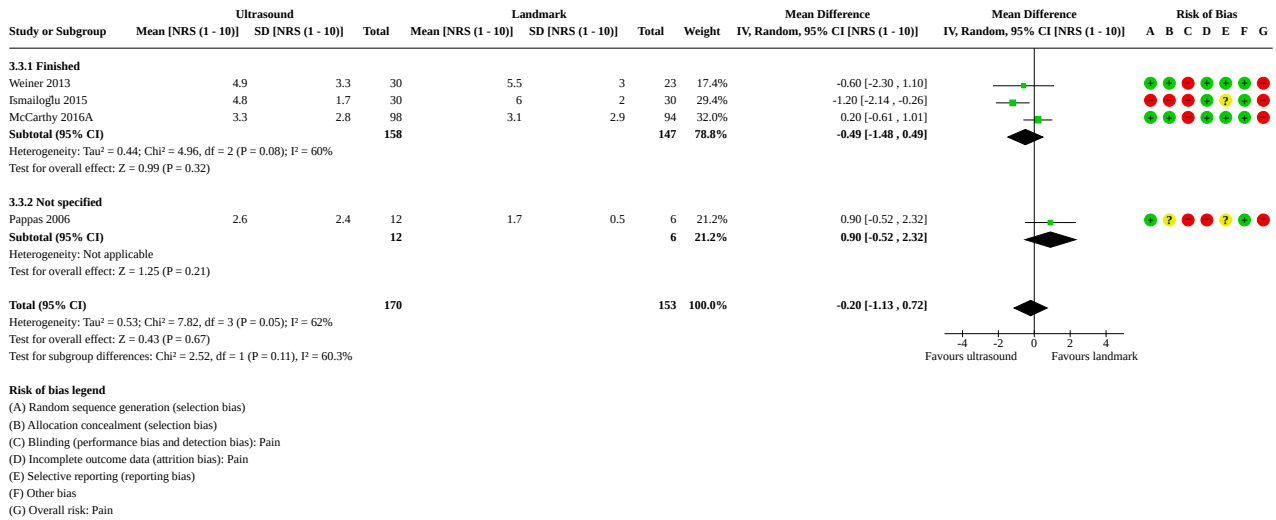 Ultrasound Landmark Mean Difference Mean Difference Risk of Bias
Study or Subgroup Mean [NRS (1 - 10)] SD [NRS (1 - 10)] Total Mean [NRS (1 - 10)] SD [NRS (1 - 10)] Total Weight IV, Random, 95% CI [NRS (1 - 10)] IV, Random, 95% CI [NRS (1 - 10)] A B C D E F G
3.3.1 Finished
Weiner 2013 4.9 3.3 30 5.5 3 23 17.4% -0.60 [-2.30 , 1.10] + + − + + + −
Ismailoğlu 2015 4.8 1.7 30 6 2 30 29.4% -1.20 [-2.14 , -0.26] − − − + ? + −
McCarthy 2016A 3.3 2.8 98 3.1 2.9 94 32.0% 0.20 [-0.61 , 1.01] + + − + + + −
Subtotal (95% CI) 158 147 78.8% -0.49 [-1.48 , 0.49]
Heterogeneity: Tau² = 0.44; Chi² = 4.96, df = 2 (P = 0.08); I² = 60%
Test for overall effect: Z = 0.99 (P = 0.32)
3.3.2 Not specified
Pappas 2006 2.6 2.4 12 1.7 0.5 6 21.2% 0.90 [-0.52 , 2.32] + ? − − ? + −
Subtotal (95% CI) 12 6 21.2% 0.90 [-0.52 , 2.32]
Heterogeneity: Not applicable
Test for overall effect: Z = 1.25 (P = 0.21)
Total (95% CI) 170 153 100.0% -0.20 [-1.13 , 0.72]
Heterogeneity: Tau² = 0.53; Chi² = 7.82, df = 3 (P = 0.05); I² = 62%
Test for overall effect: Z = 0.43 (P = 0.67)
-4 -2 0 2 4
Test for subgroup differences: Chi² = 2.52, df = 1 (P = 0.11), I² = 60.3% Favours ultrasound Favours landmark
Risk of bias legend
(A) Random sequence generation (selection bias)
(B) Allocation concealment (selection bias)
(C) Blinding (performance bias and detection bias): Pain
(D) Incomplete outcome data (attrition bias): Pain
(E) Selective reporting (reporting bias)
(F) Other bias
(G) Overall risk: Pain